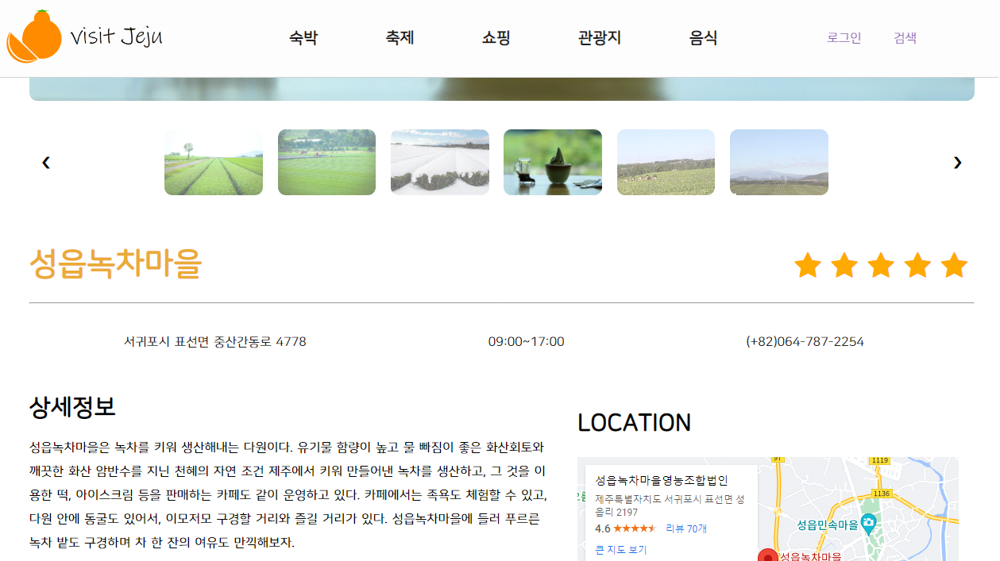 visit Jeju
숙박 축제 쇼핑 관광지 음식 로그인 검색
성읍녹차마을
서귀포시 표선면 중산간동로 4778 09:00~17:00 (+82)064-787-2254
상세정보
성읍녹차마을은 녹차를 키워 생산해내는 다원이다. 유기물 함량이 높고 물 빠짐이 좋은 화산회토와
깨끗한 화산 암반수를 지닌 천혜의 자연 조건 제주에서 키워 만들어낸 녹차를 생산하고, 그 것을 이
용한 떡, 아이스크림 등을 판매하는 카페도 같이 운영하고 있다. 카페에서는 족욕도 체험할 수 있고,
다원 안에 동굴도 있어서, 이모저모 구경할 거리와 즐길 거리가 있다. 성읍녹차마을에 들러 푸르른
녹차 밭도 구경하며 차 한 잔의 여유도 만끽해보자.
LOCATION
97
1119
1136
성읍녹차마을영농조합법인
제주특별자치도 서귀포시 표선면 성
읍리 2197
4.6 리뷰 70개
큰 지도 보기
성읍민속마을
성읍녹차마을